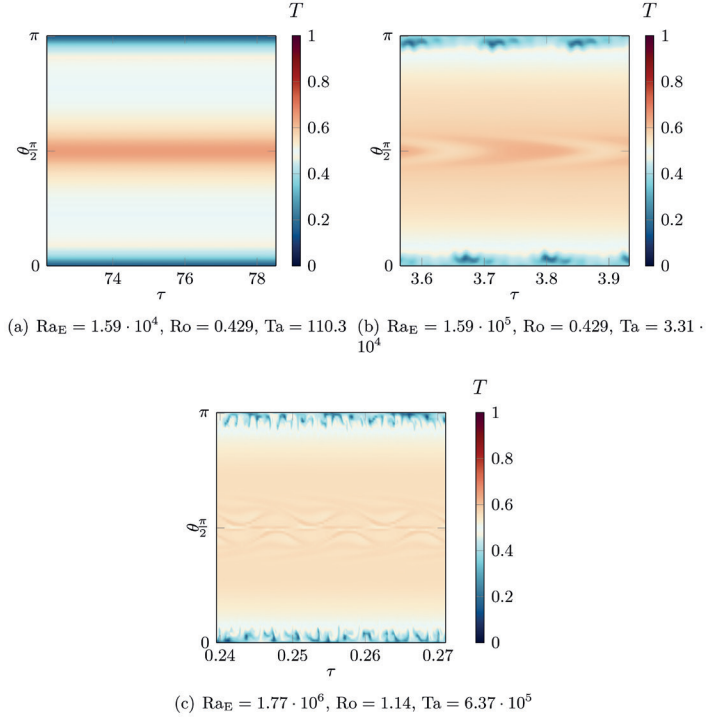 T
π
θ π/2
0
74 76 78
τ
1
0.8
0.6
0.4
0.2
0
(a) Ra_E = 1.59 · 10^4, Ro = 0.429, Ta = 110.3
T
π
θ π/2
0
3.6 3.7 3.8 3.9
τ
1
0.8
0.6
0.4
0.2
0
(b) Ra_E = 1.59 · 10^5, Ro = 0.429, Ta = 3.31 ·
10^4
T
π
θ π/2
0
0.24 0.25 0.26 0.27
τ
1
0.8
0.6
0.4
0.2
0
(c) Ra_E = 1.77 · 10^6, Ro = 1.14, Ta = 6.37 · 10^5